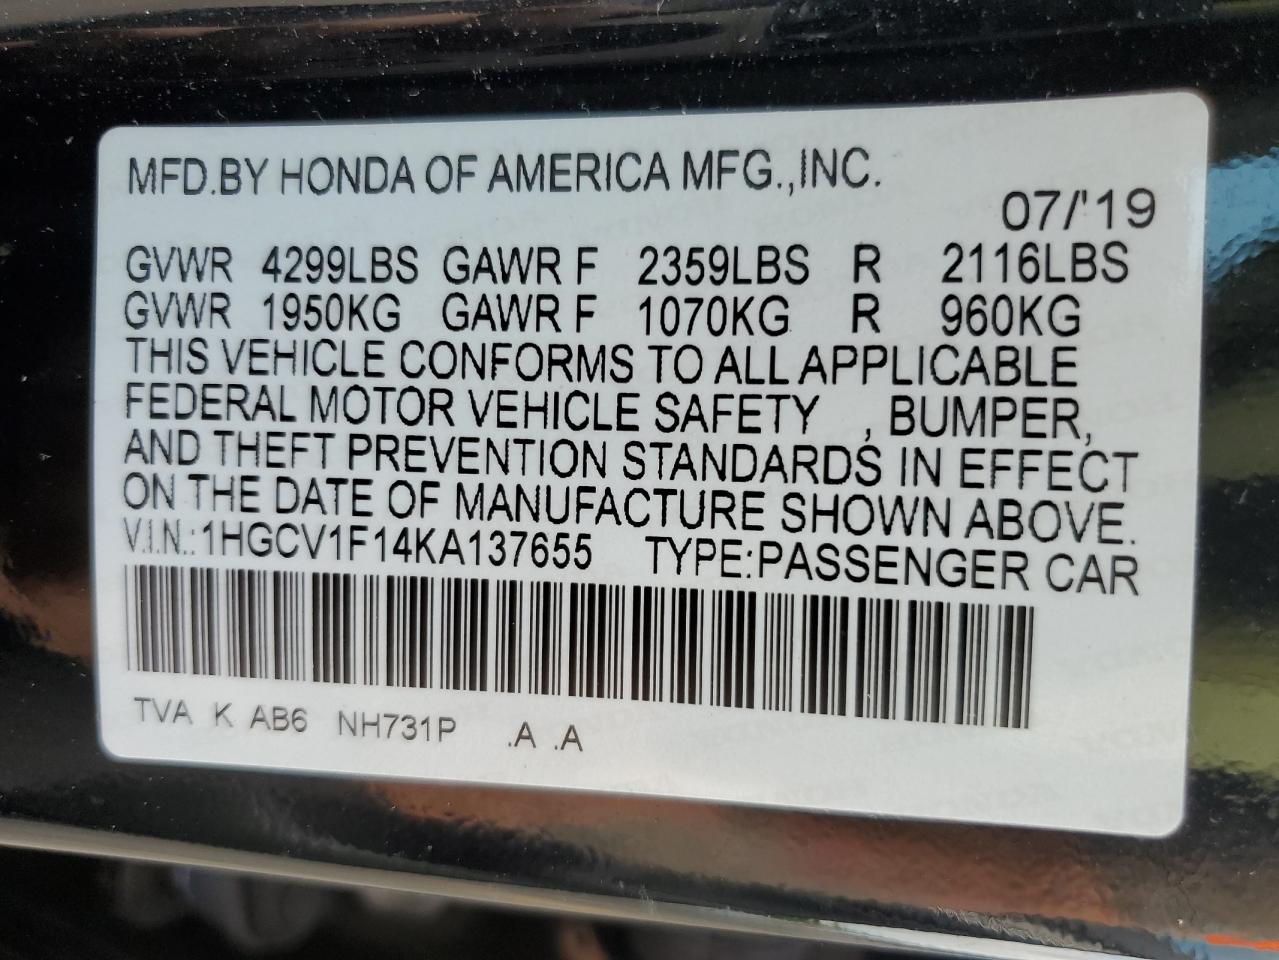 MFD.BY HONDA OF AMERICA MFG.,INC.
07/'19
GVWR 4299LBS GAWR F 2359LBS R 2116LBS
GVWR 1950KG GAWR F 1070KG R 960KG
THIS VEHICLE CONFORMS TO ALL APPLICABLE
FEDERAL MOTOR VEHICLE SAFETY , BUMPER,
AND THEFT PREVENTION STANDARDS IN EFFECT
ON THE DATE OF MANUFACTURE SHOWN ABOVE.
V.I.N.:1HGCV1F14KA137655 TYPE:PASSENGER CAR
TVA K AB6 NH731P .A .A